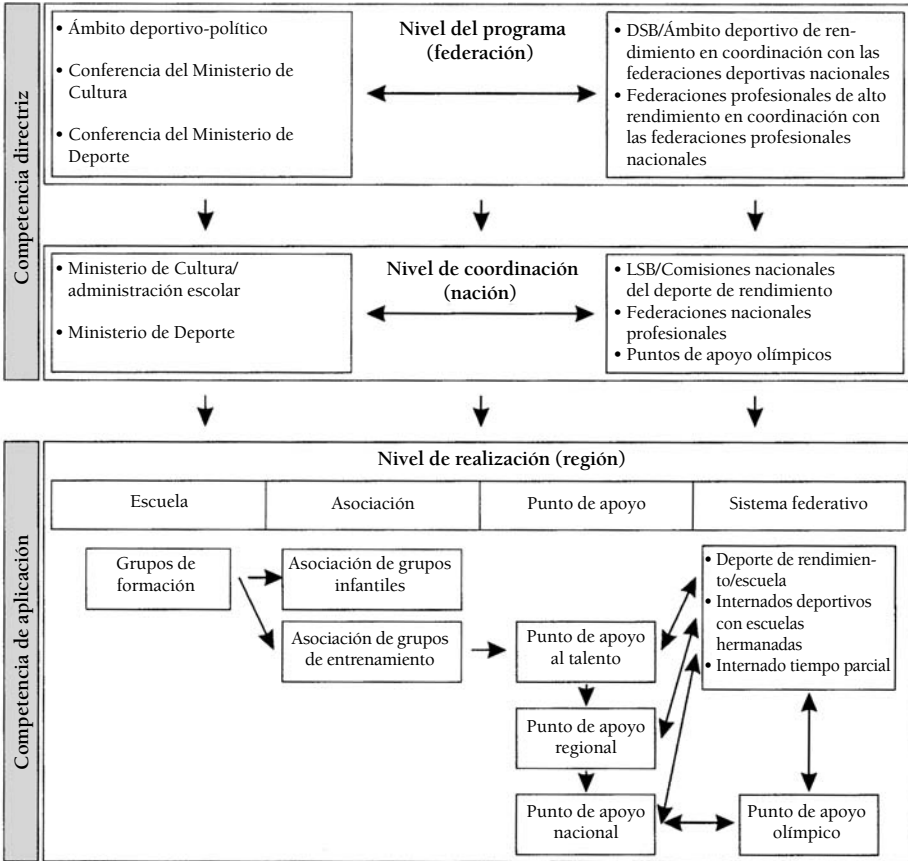 Competencia directriz
• Ámbito deportivo-político
• Conferencia del Ministerio de
Cultura
• Conferencia del Ministerio de
Deporte
Nivel del programa
(federación)
• DSB/Ámbito deportivo de ren-
dimiento en coordinación con las
federaciones deportivas nacionales
• Federaciones profesionales de alto
rendimiento en coordinación con
las federaciones profesionales
nacionales
• Ministerio de Cultura/
administración escolar
• Ministerio de Deporte
Nivel de coordinación
(nación)
• LSB/Comisiones nacionales
del deporte de rendimiento
• Federaciones nacionales
profesionales
• Puntos de apoyo olímpicos
Competencia de aplicación
Nivel de realización (región)
Escuela
Asociación
Punto de apoyo
Sistema federativo
Grupos de
formación
Asociación de grupos
infantiles
Asociación de grupos
de entrenamiento
Punto de apoyo
al talento
Punto de apoyo
regional
Punto de apoyo
nacional
• Deporte de rendimien-
to/escuela
• Internados deportivos
con escuelas
hermanadas
• Internado tiempo parcial
Punto de apoyo
olímpico